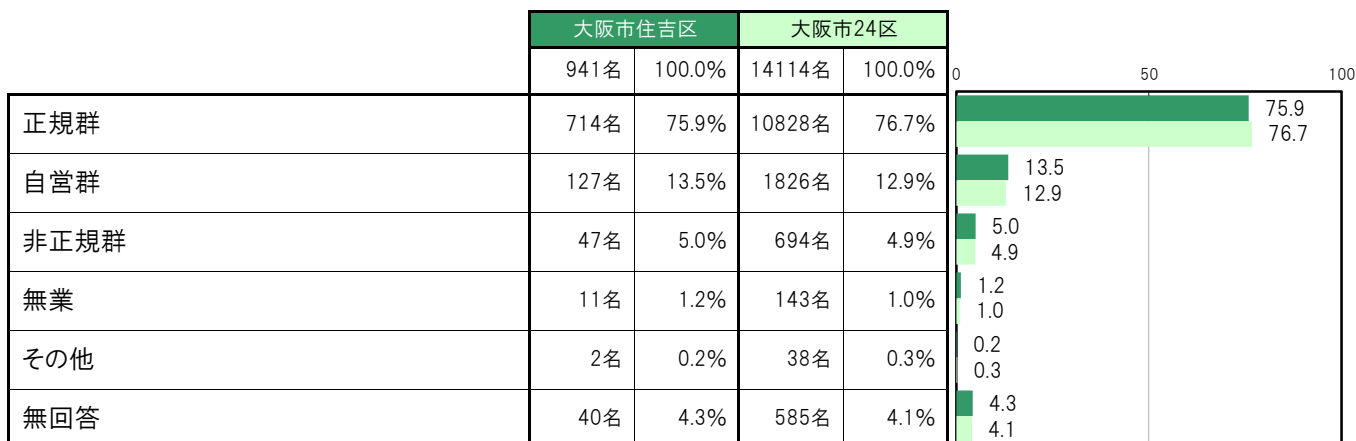 大阪市住吉区 大阪市24区
941名 100.0% 14114名 100.0% 0 50 100
正規群 714名 75.9% 10828名 76.7% 75.9
76.7
自営群 127名 13.5% 1826名 12.9% 13.5
12.9
非正規群 47名 5.0% 694名 4.9% 5.0
4.9
無業 11名 1.2% 143名 1.0% 1.2
1.0
その他 2名 0.2% 38名 0.3% 0.2
0.3
無回答 40名 4.3% 585名 4.1% 4.3
4.1